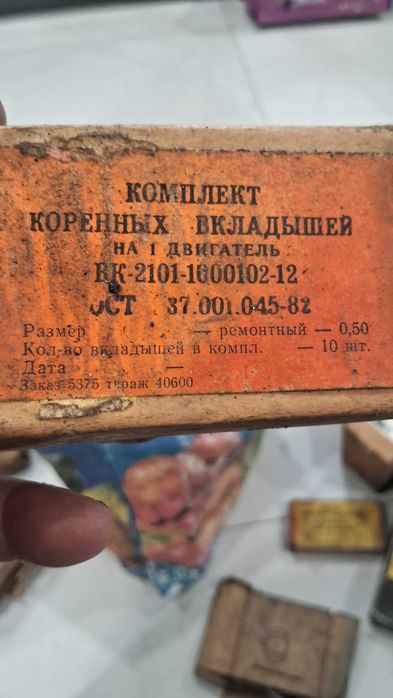 КОМПЛЕКТ
КОРЕННЫХ ВКЛАДЫШЕЙ
НА 1 ДВИГАТЕЛЬ
ВК-2101-1000102-12
ОСТ 37.001.045-82
Размер — ремонтный — 0,50
Кол-во вкладышей в компл. — 10 шт.
Дата —
Заказ 5375 тираж 40600